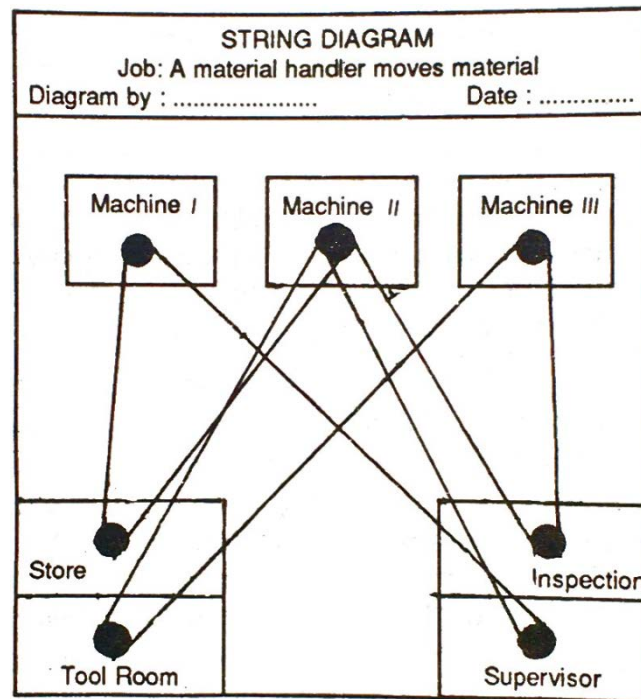 STRING DIAGRAM
Job: A material handler moves material
Diagram by : ...................... Date : ..............
Machine I Machine II Machine III
Store Inspection
Tool Room Supervisor